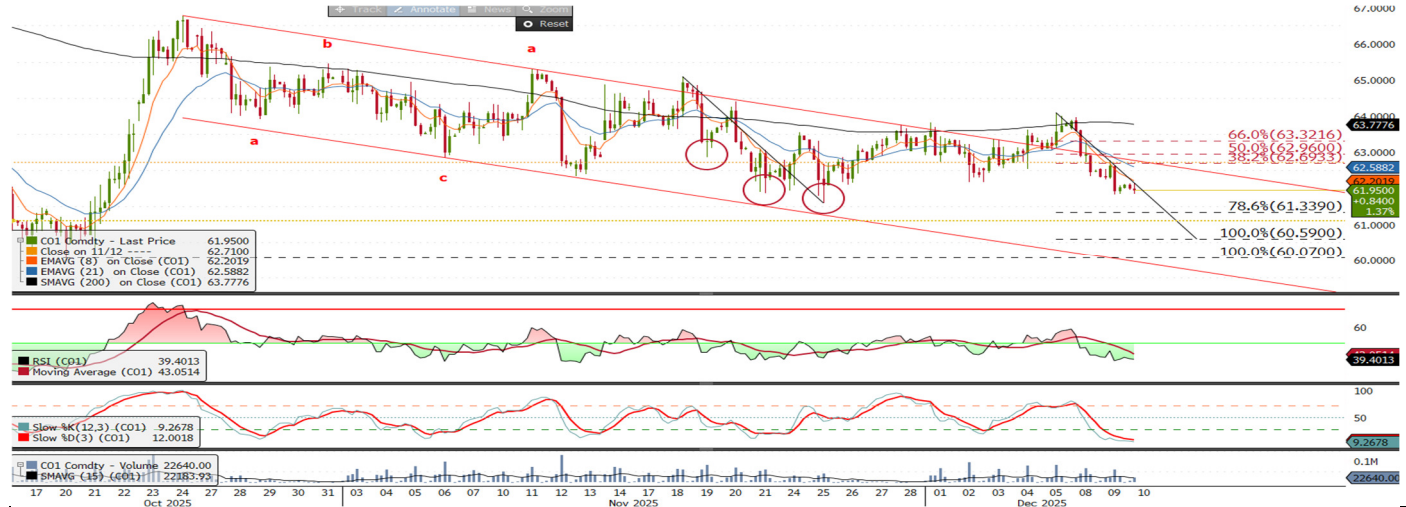 Track Annotate News Zoom
Reset
67.0000
66.0000
65.0000
64.0000
63.7776
63.0000
62.5882
62.2019
61.9500
+0.8400
1.37%
61.0000
60.0000
b
a
a
c
66.0%(63.3216)
50.0%(62.9600)
38.2%(62.6933)
78.6%(61.3390)
100.0%(60.5900)
100.0%(60.0700)
CO1 Comdty - Last Price 61.9500
Close on 11/12 ---- 62.7100
EMAVG (8) on Close (CO1) 62.2019
EMAVG (21) on Close (CO1) 62.5882
SMAVG (200) on Close (CO1) 63.7776
60
39.4013
RSI (CO1) 39.4013
Moving Average (CO1) 43.0514
100
50
9.2678
Slow %K(12,3) (CO1) 9.2678
Slow %D(3) (CO1) 12.0018
CO1 Comdty - Volume 22640.00
SMAVG (15) (CO1) 22183.93
0.1M
22640.00
17 20 21 22 23 24 27 28 29 30 31 03 04 05 06 07 10 11 12 13 14 17 18 19 20 21 24 25 26 27 28 01 02 03 04 05 08 09 10
Oct 2025 Nov 2025 Dec 2025